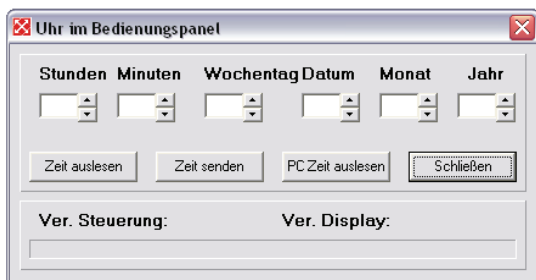 Uhr im Bedienungspanel
Stunden Minuten Wochentag Datum Monat Jahr
Zeit auslesen Zeit senden PC Zeit auslesen Schließen
Ver. Steuerung: Ver. Display: